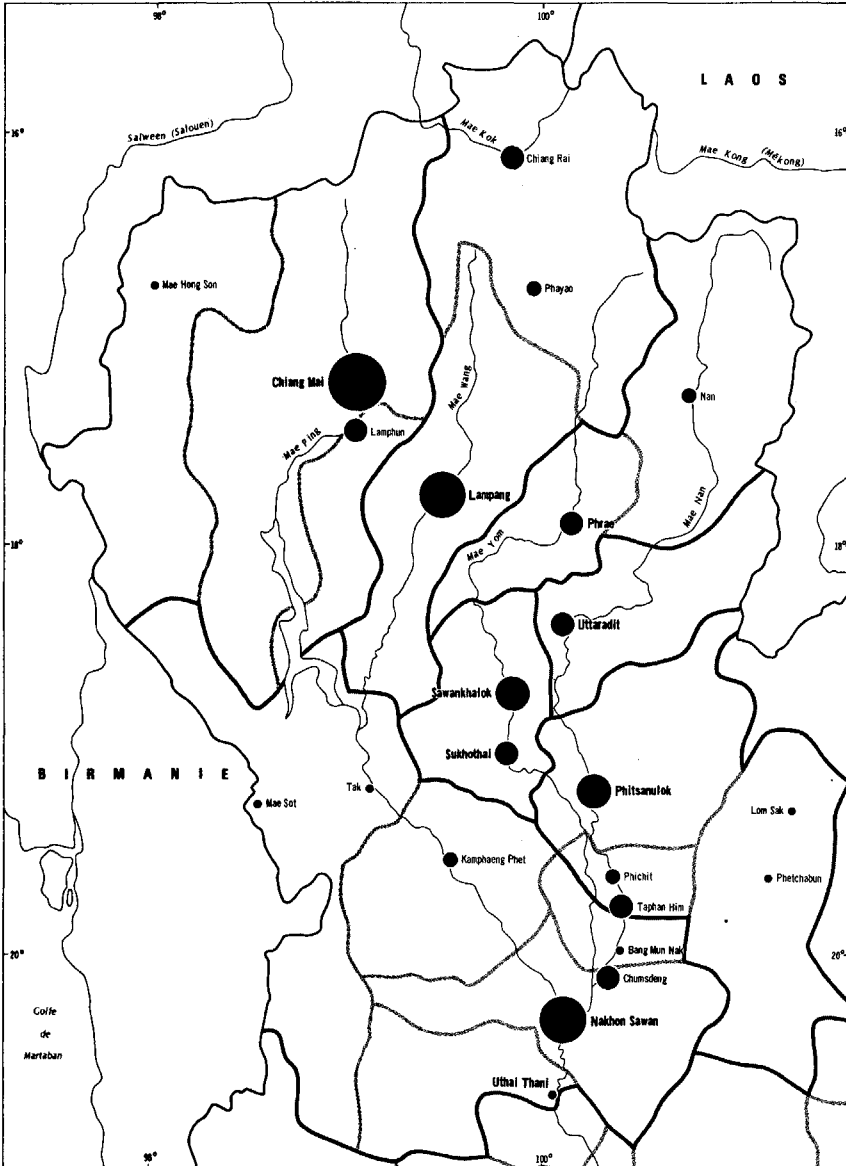 98°
100°
LAOS
16°
16°
Salween (Salouen)
Mae Kok
Chiang Rai
Mae Kong (Mékong)
Mae Hong Son
Phayao
Chiang Mai
Mae Wang
Nan
Mae Ping
Lamphun
Lampang
Mae Nan
Phrae
Mae Yom
18°
18°
Uttaradit
Sawankhalok
Sukhothai
BIRMANIE
Tak
Mae Sot
Phitsanulok
Lom Sak
Kamphaeng Phet
Phichit
Phetchabun
Taphan Him
Bang Mun Nak
20°
20°
Chumsdeng
Golfe
de
Martaban
Nakhon Sawan
Uthai Thani
98°
100°